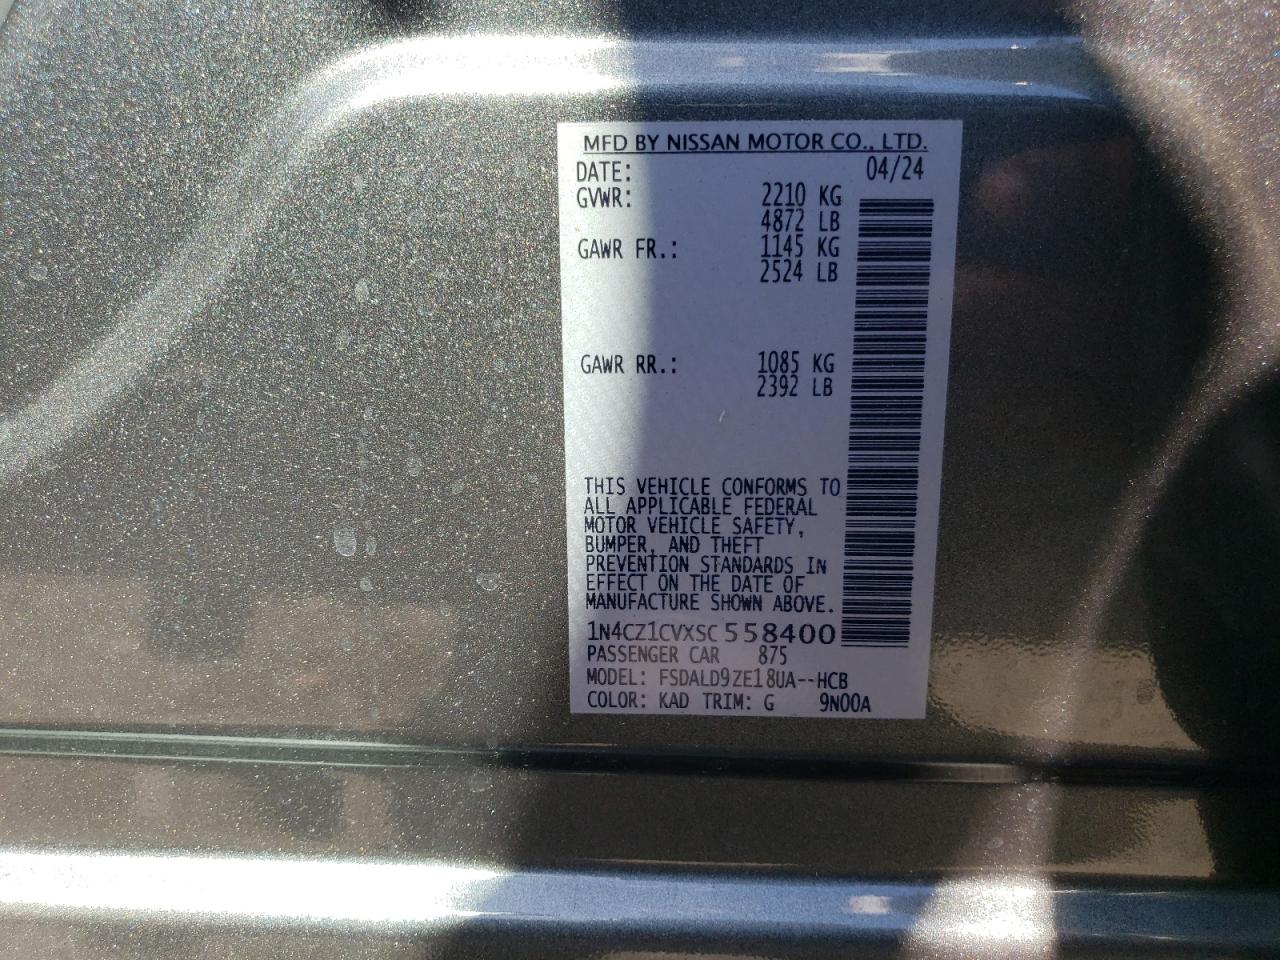 MFD BY NISSAN MOTOR CO., LTD.
DATE: 04/24
GVWR: 2210 KG
4872 LB
GAWR FR.: 1145 KG
2524 LB
GAWR RR.: 1085 KG
2392 LB
THIS VEHICLE CONFORMS TO
ALL APPLICABLE FEDERAL
MOTOR VEHICLE SAFETY,
BUMPER, AND THEFT
PREVENTION STANDARDS IN
EFFECT ON THE DATE OF
MANUFACTURE SHOWN ABOVE.
1N4CZ1CVXSC558400
PASSENGER CAR 875
MODEL: FSDALD9ZE18UA--HCB
COLOR: KAD TRIM: G 9N00A